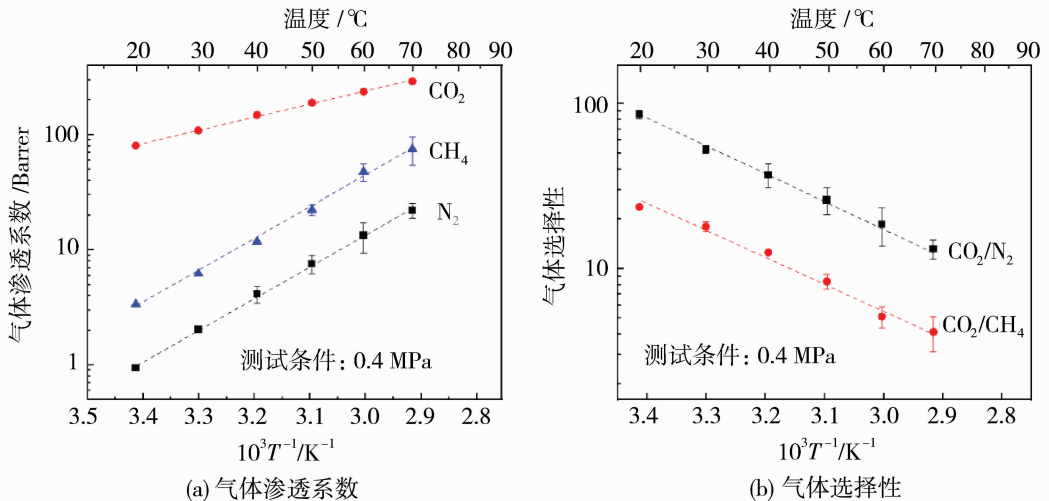 温度 /℃
20 30 40 50 60 70 80 90
气体渗透系数 /Barrer
100
10
1
CO₂
CH₄
N₂
测试条件: 0.4 MPa
3.5 3.4 3.3 3.2 3.1 3.0 2.9 2.8
10³T⁻¹/K⁻¹
(a) 气体渗透系数
温度 /℃
20 30 40 50 60 70 80 90
气体选择性
100
10
CO₂/N₂
CO₂/CH₄
测试条件: 0.4 MPa
3.4 3.3 3.2 3.1 3.0 2.9 2.8
10³T⁻¹/K⁻¹
(b) 气体选择性